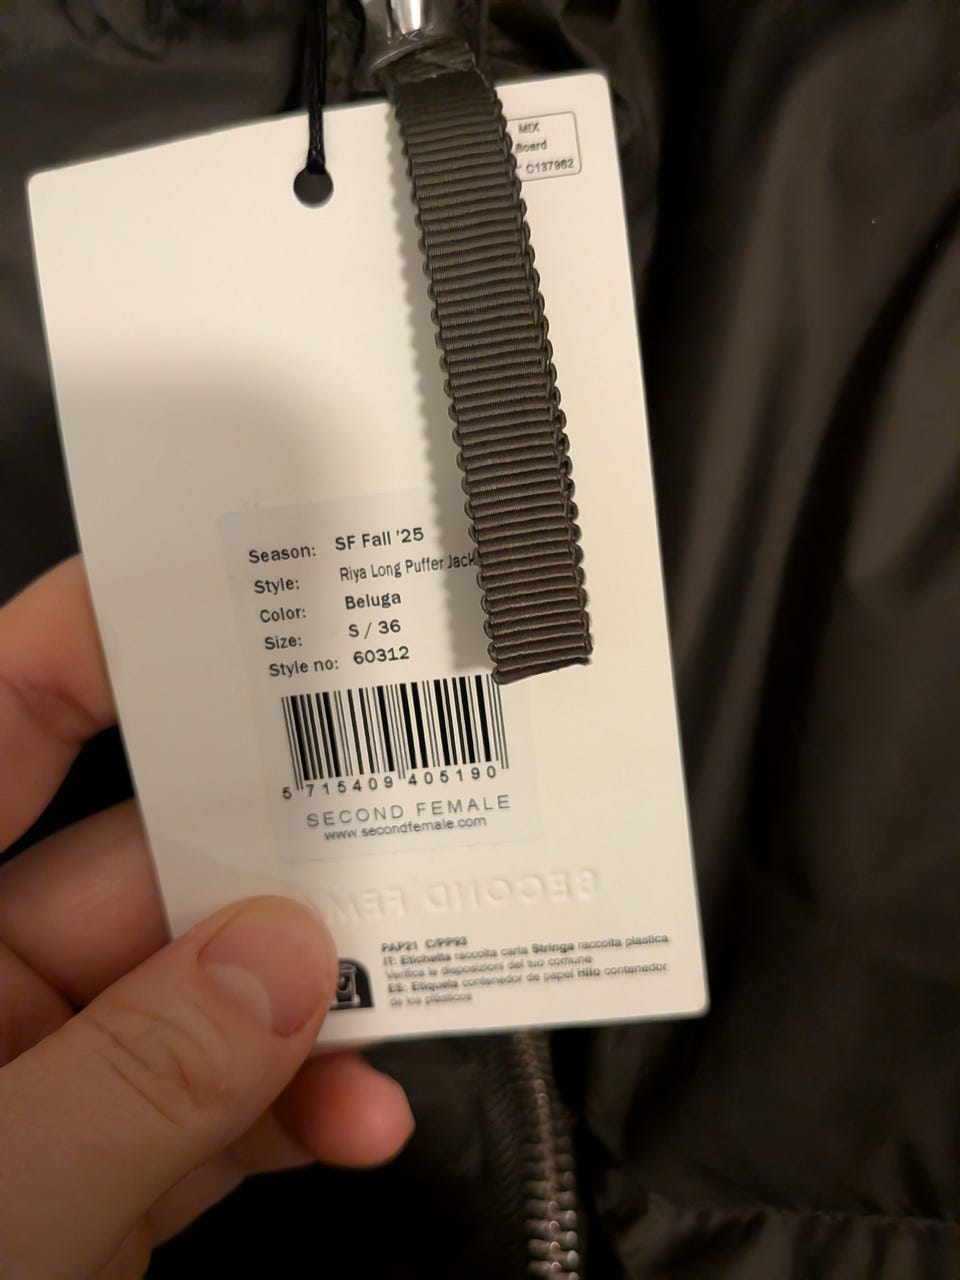 MIX
Board
C137962
Season: SF Fall '25
Style: Riya Long Puffer Jack
Color: Beluga
Size: S / 36
Style no: 60312
5 715409 405190
SECOND FEMALE
www.secondfemale.com
SECOND FEM
PAP21 C/PP93
IT: Etichetta raccolta carta Stringa raccolta plastica
Verifica le disposizioni del tuo comune
ES: Etiqueta contenedor de papel Hilo contenedor
de los plásticos